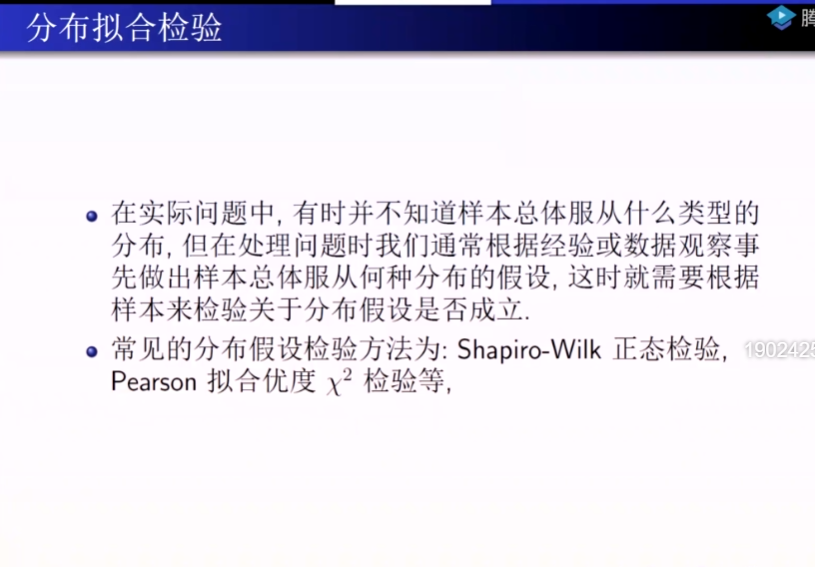 分布拟合检验
腾
在实际问题中, 有时并不知道样本总体服从什么类型的
分布, 但在处理问题时我们通常根据经验或数据观察事
先做出样本总体服从何种分布的假设, 这时就需要根据
样本来检验关于分布假设是否成立.
常见的分布假设检验方法为: Shapiro-Wilk 正态检验,
1902425
Pearson 拟合优度 χ² 检验等,